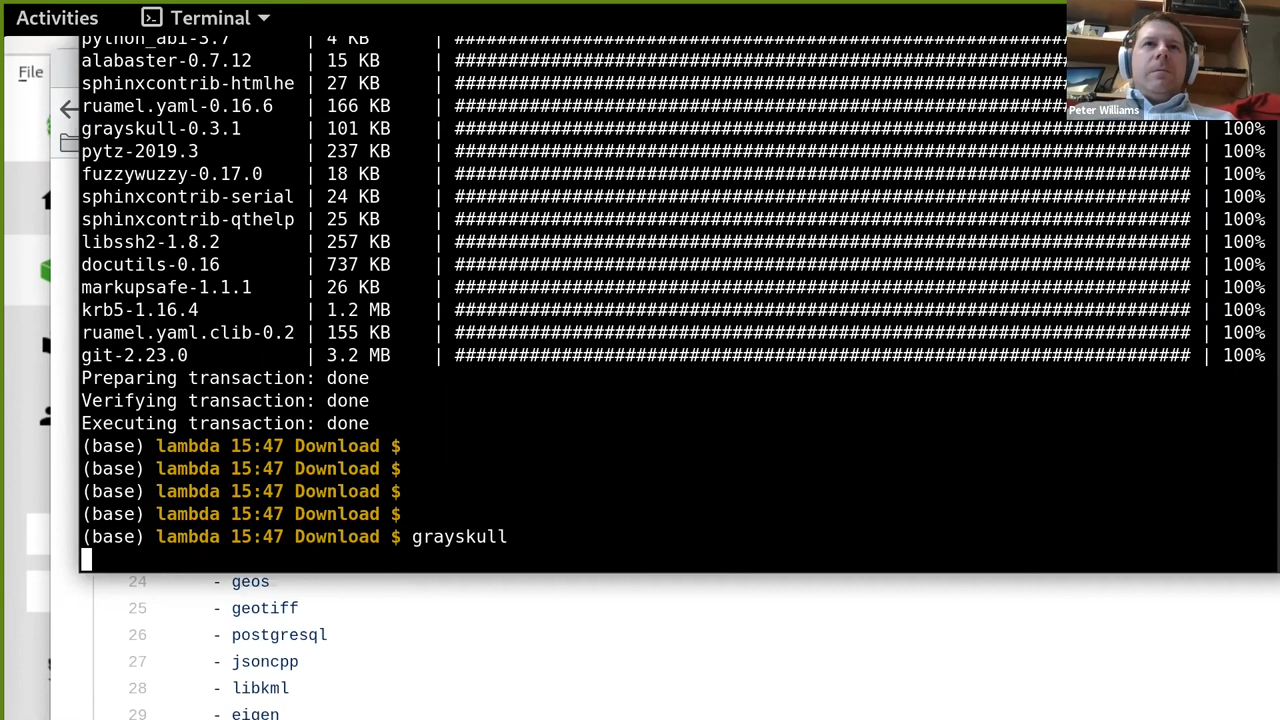 Activities
Terminal
File
python_abi-3.7 | 4 KB | ####################################################################
alabaster-0.7.12 | 15 KB | ####################################################################
sphinxcontrib-htmlhe | 27 KB | ####################################################################
ruamel.yaml-0.16.6 | 166 KB | ####################################################################
Peter Williams
grayskull-0.3.1 | 101 KB | ##################################################################### | 100%
pytz-2019.3 | 237 KB | ##################################################################### | 100%
fuzzywuzzy-0.17.0 | 18 KB | ##################################################################### | 100%
sphinxcontrib-serial | 24 KB | ##################################################################### | 100%
sphinxcontrib-qthelp | 25 KB | ##################################################################### | 100%
libssh2-1.8.2 | 257 KB | ##################################################################### | 100%
docutils-0.16 | 737 KB | ##################################################################### | 100%
markupsafe-1.1.1 | 26 KB | ##################################################################### | 100%
krb5-1.16.4 | 1.2 MB | ##################################################################### | 100%
ruamel.yaml.clib-0.2 | 155 KB | ##################################################################### | 100%
git-2.23.0 | 3.2 MB | ##################################################################### | 100%
Preparing transaction: done
Verifying transaction: done
Executing transaction: done
(base) lambda 15:47 Download $
(base) lambda 15:47 Download $
(base) lambda 15:47 Download $
(base) lambda 15:47 Download $
(base) lambda 15:47 Download $ grayskull
24 - geos
25 - geotiff
26 - postgresql
27 - jsoncpp
28 - libkml
29 - eigen